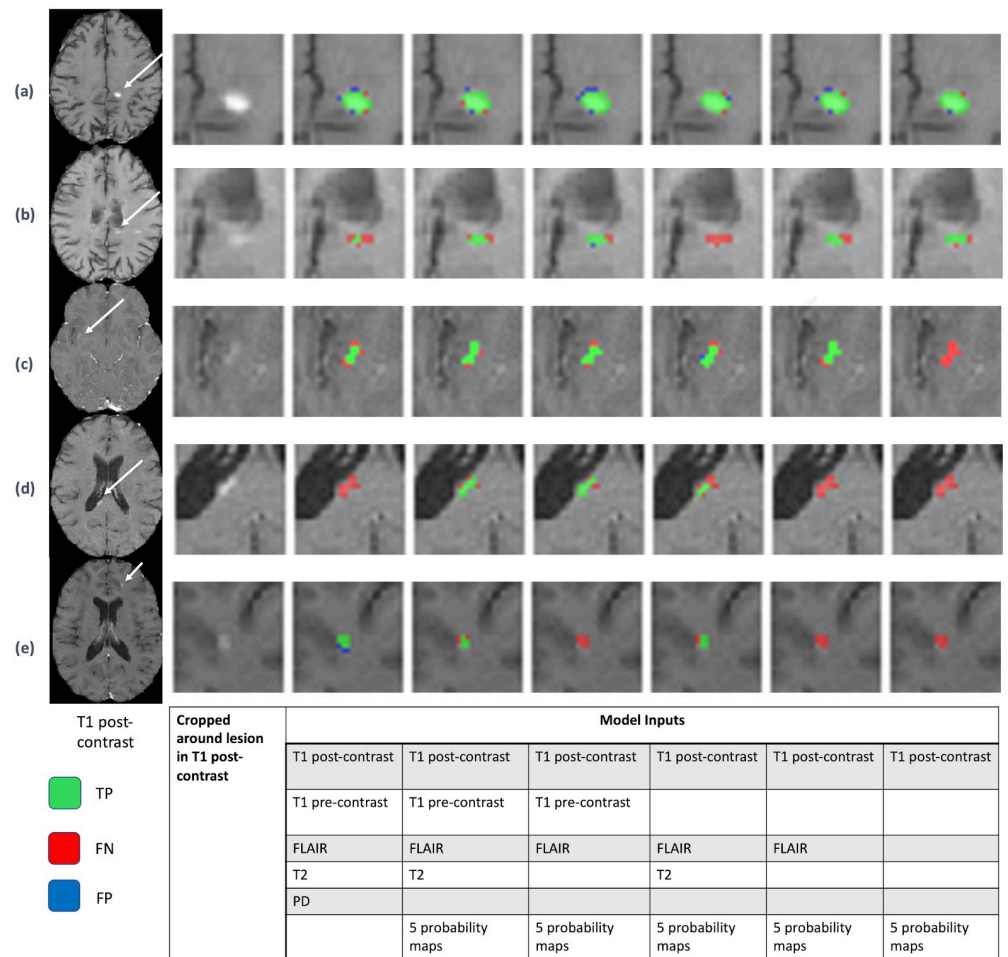 (a)
(b)
(c)
(d)
(e)
T1 post-
contrast
TP
FN
FP
Cropped
around lesion
in T1 post-
contrast
Model Inputs
T1 post-contrast T1 post-contrast T1 post-contrast T1 post-contrast T1 post-contrast T1 post-contrast
T1 pre-contrast T1 pre-contrast T1 pre-contrast
FLAIR FLAIR FLAIR FLAIR FLAIR
T2 T2 T2
PD
5 probability 5 probability 5 probability 5 probability 5 probability
maps maps maps maps maps